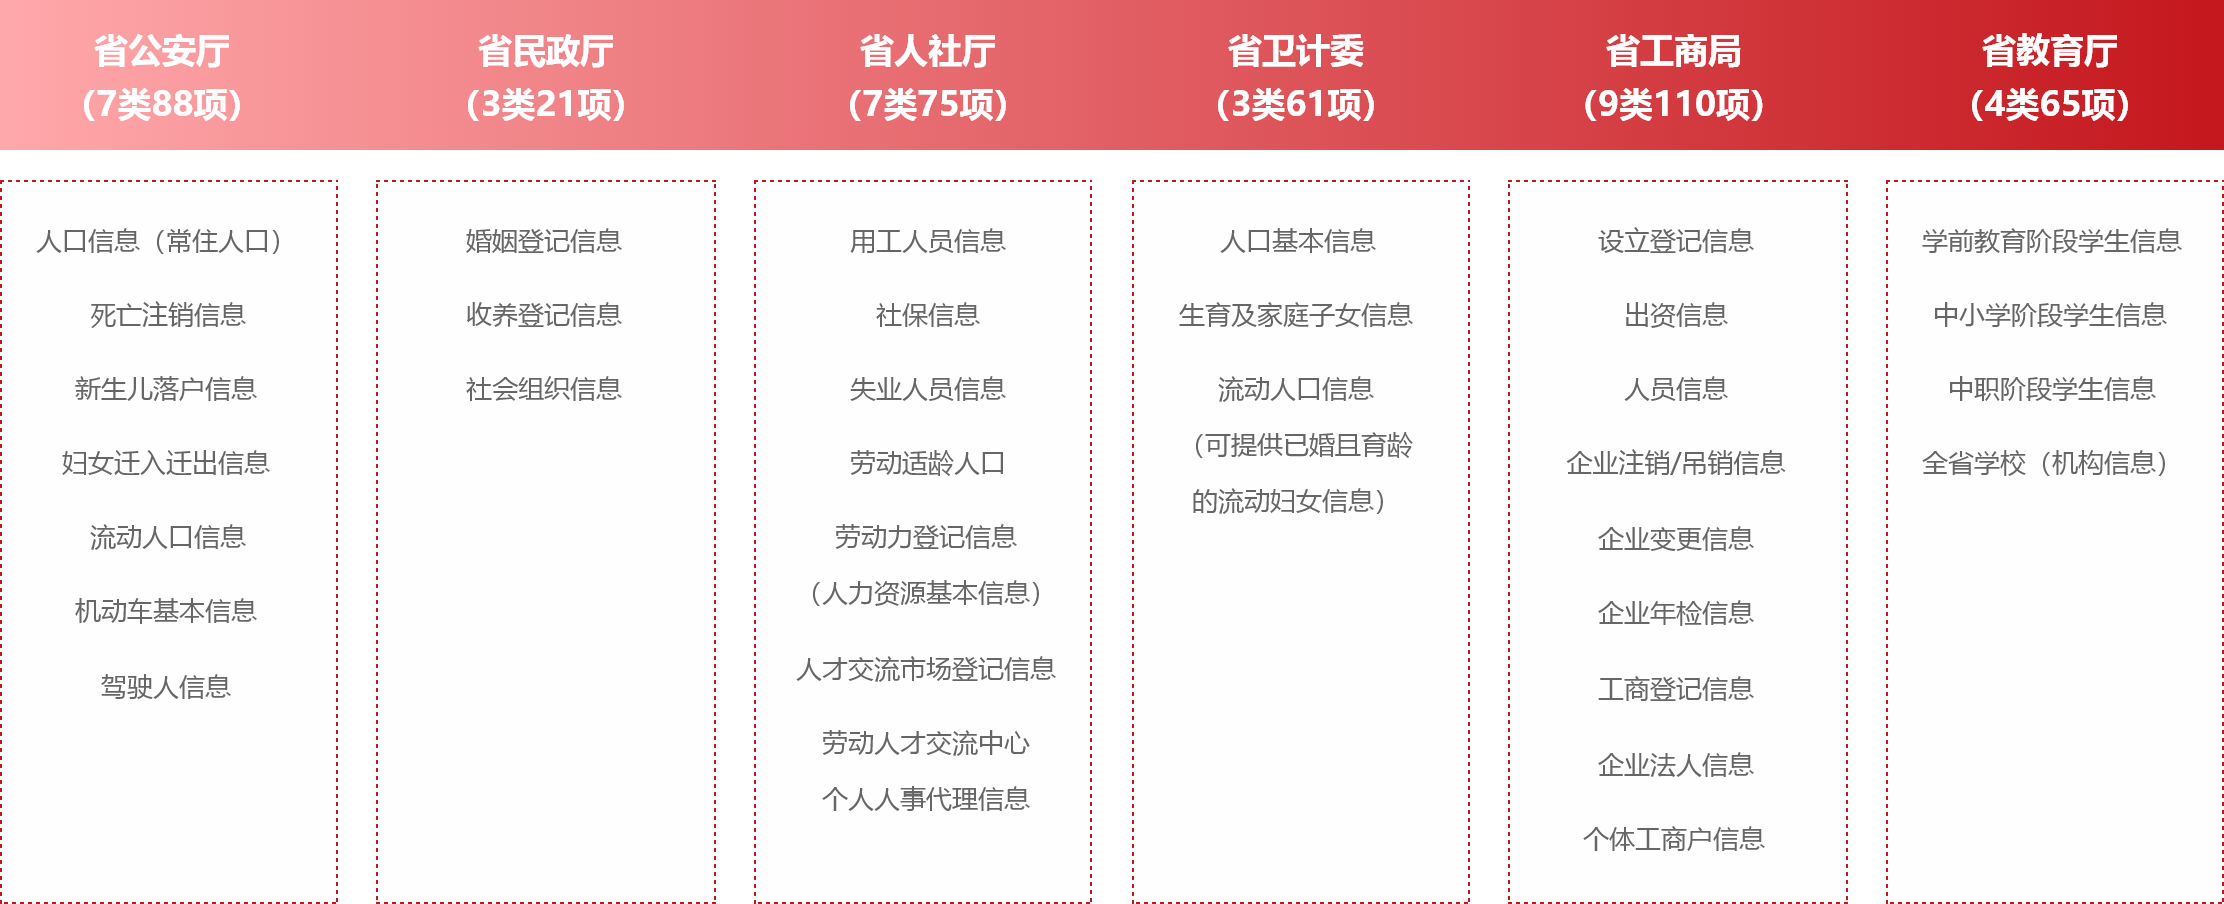 省公安厅
（7类88项）
省民政厅
（3类21项）
省人社厅
（7类75项）
省卫计委
（3类61项）
省工商局
（9类110项）
省教育厅
（4类65项）
人口信息（常住人口）
死亡注销信息
新生儿落户信息
妇女迁入迁出信息
流动人口信息
机动车基本信息
驾驶人信息
婚姻登记信息
收养登记信息
社会组织信息
用工人员信息
社保信息
失业人员信息
劳动适龄人口
劳动力登记信息
（人力资源基本信息）
人才交流市场登记信息
劳动人才交流中心
个人人事代理信息
人口基本信息
生育及家庭子女信息
流动人口信息
（可提供已婚且育龄
的流动妇女信息）
设立登记信息
出资信息
人员信息
企业注销/吊销信息
企业变更信息
企业年检信息
工商登记信息
企业法人信息
个体工商户信息
学前教育阶段学生信息
中小学阶段学生信息
中职阶段学生信息
全省学校（机构信息）